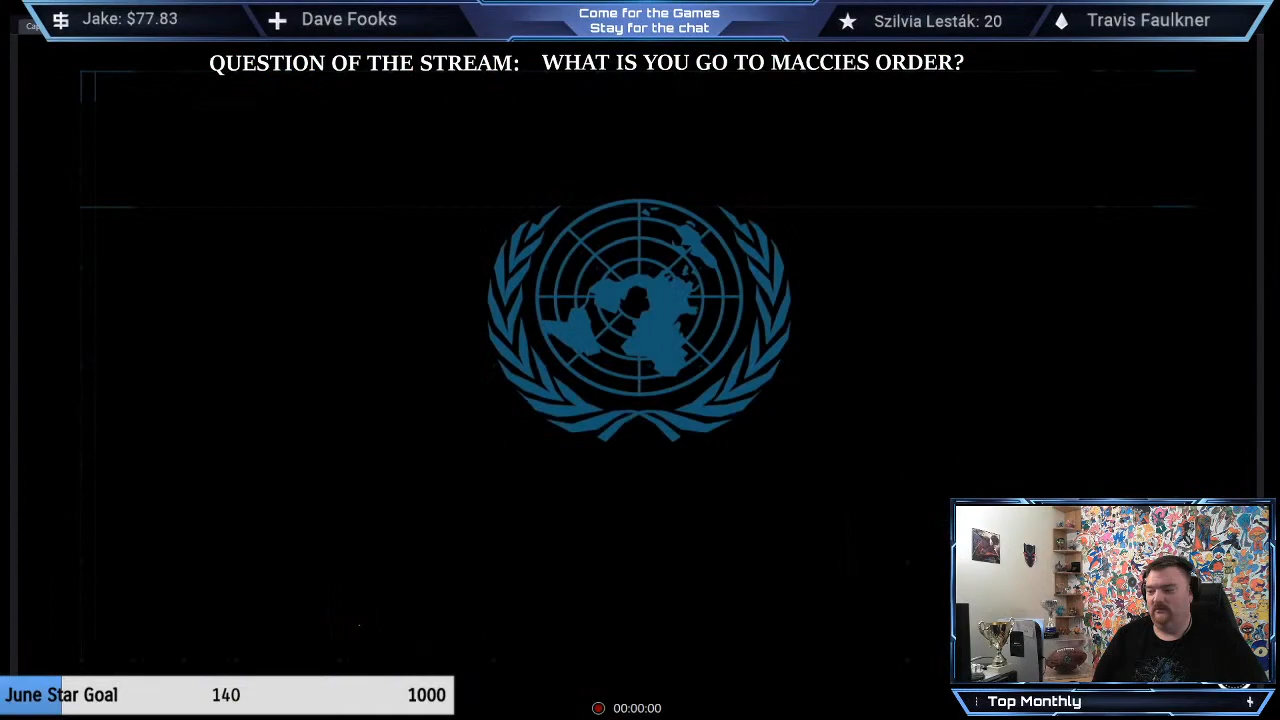 Jake: $77.83
Dave Fooks
Come for the Games
Stay for the chat
Szilvia Lesták: 20
Travis Faulkner
QUESTION OF THE STREAM: WHAT IS YOU GO TO MACCIES ORDER?
June Star Goal 140 1000
00:00:00
Top Monthly